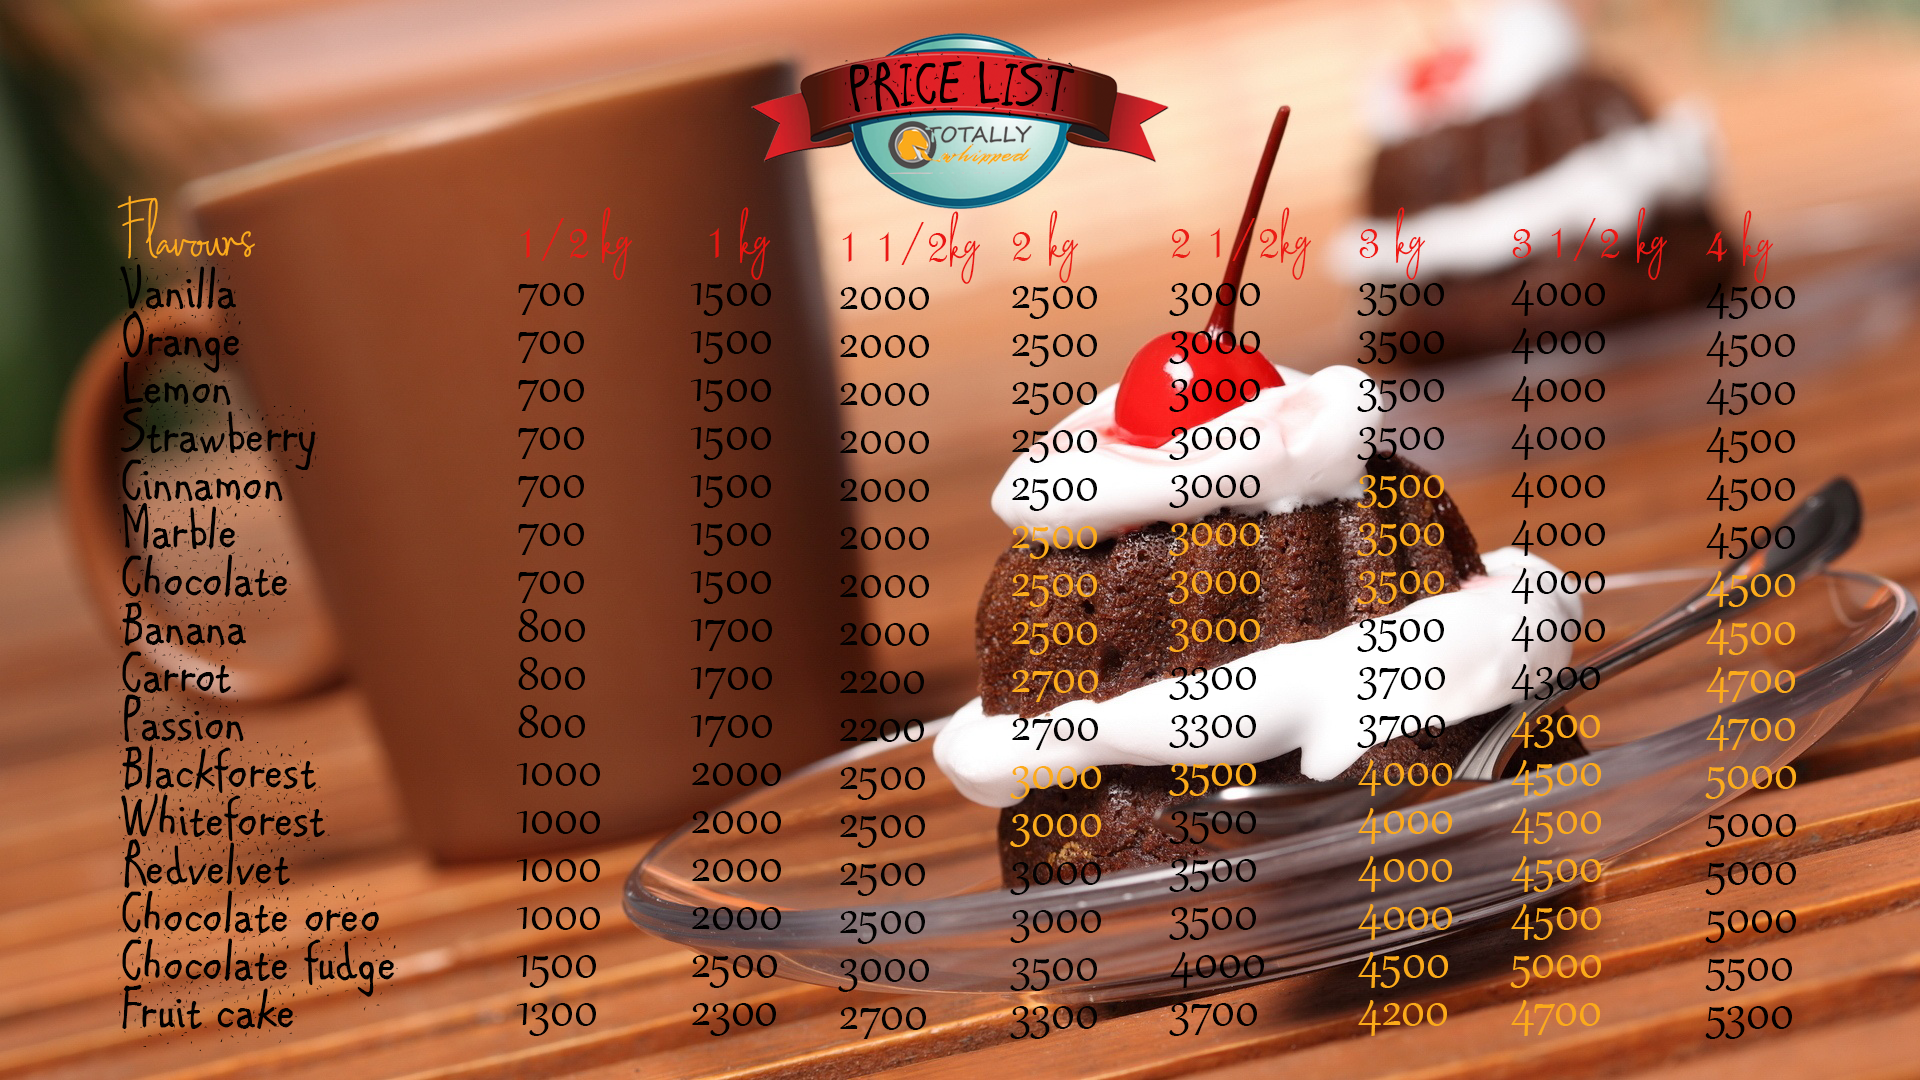 PRICE LIST
TOTALLY
whipped
Flavours 1/2 kg 1 kg 1 1/2kg 2 kg 2 1/2kg 3 kg 3 1/2 kg 4 kg
Vanilla 700 1500 2000 2500 3000 3500 4000 4500
Orange 700 1500 2000 2500 3000 3500 4000 4500
Lemon 700 1500 2000 2500 3000 3500 4000 4500
Strawberry 700 1500 2000 2500 3000 3500 4000 4500
Cinnamon 700 1500 2000 2500 3000 3500 4000 4500
Marble 700 1500 2000 2500 3000 3500 4000 4500
Chocolate 700 1500 2000 2500 3000 3500 4000 4500
Banana 800 1700 2000 2500 3000 3500 4000 4500
Carrot 800 1700 2200 2700 3300 3700 4300 4700
Passion 800 1700 2200 2700 3300 3700 4300 4700
Blackforest 1000 2000 2500 3000 3500 4000 4500 5000
Whiteforest 1000 2000 2500 3000 3500 4000 4500 5000
Redvelvet 1000 2000 2500 3000 3500 4000 4500 5000
Chocolate oreo 1000 2000 2500 3000 3500 4000 4500 5000
Chocolate fudge 1500 2500 3000 3500 4000 4500 5000 5500
Fruit cake 1300 2300 2700 3300 3700 4200 4700 5300